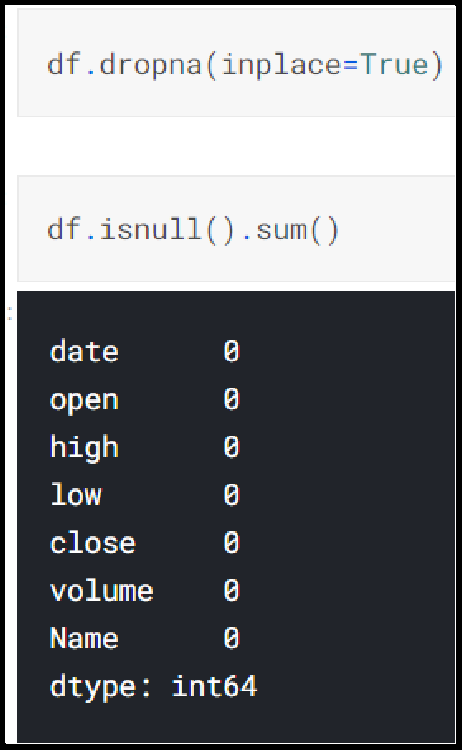 df.dropna(inplace=True)
df.isnull().sum()
date 0
open 0
high 0
low 0
close 0
volume 0
Name 0
dtype: int64